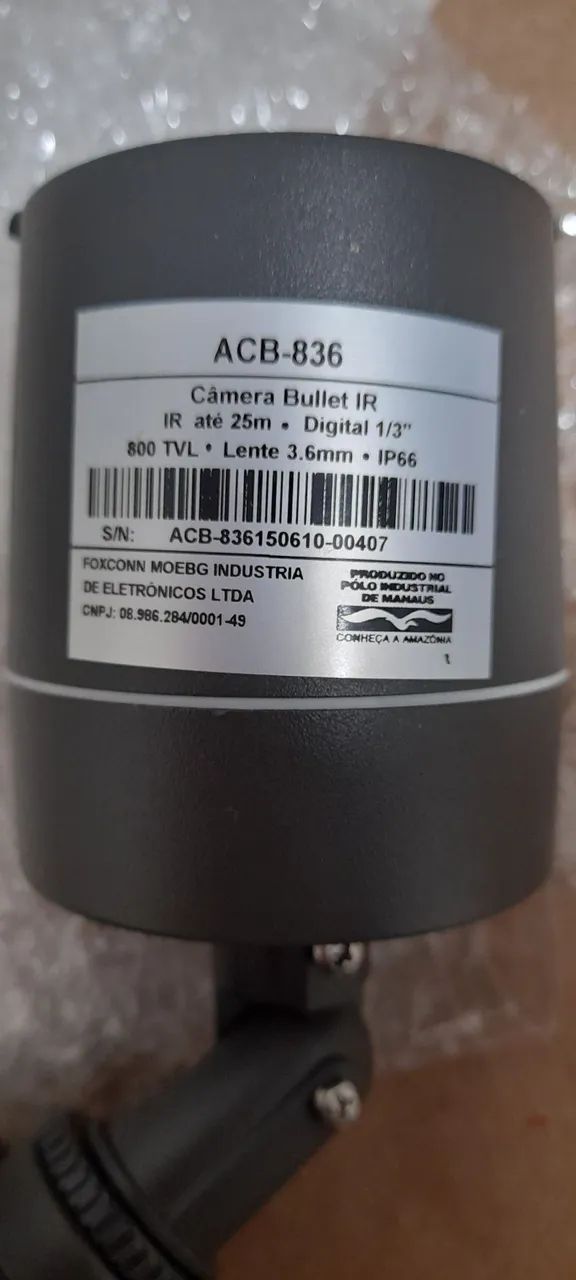 ACB-836
Câmera Bullet IR
IR até 25m • Digital 1/3"
800 TVL • Lente 3.6mm • IP66
S/N: ACB-836150610-00407
FOXCONN MOEBG INDUSTRIA
DE ELETRÔNICOS LTDA
CNPJ: 08.986.284/0001-49
PRODUZIDO NO
PÓLO INDUSTRIAL
DE MANAUS
CONHEÇA A AMAZÔNIA
1